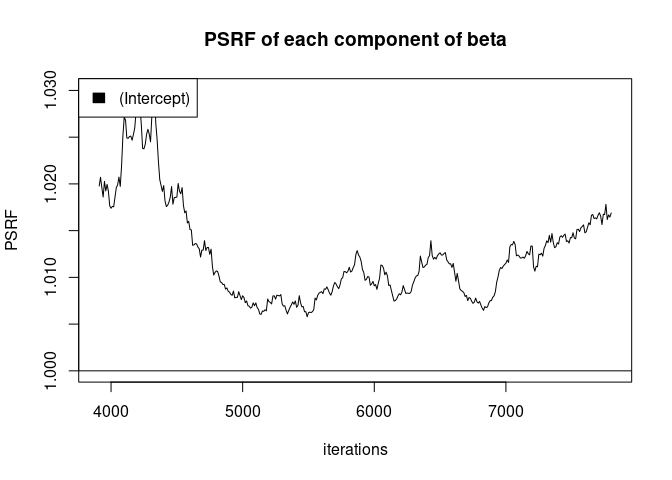 PSRF of each component of beta
(Intercept)
1.030
1.020
1.010
1.000
PSRF
4000 5000 6000 7000
iterations